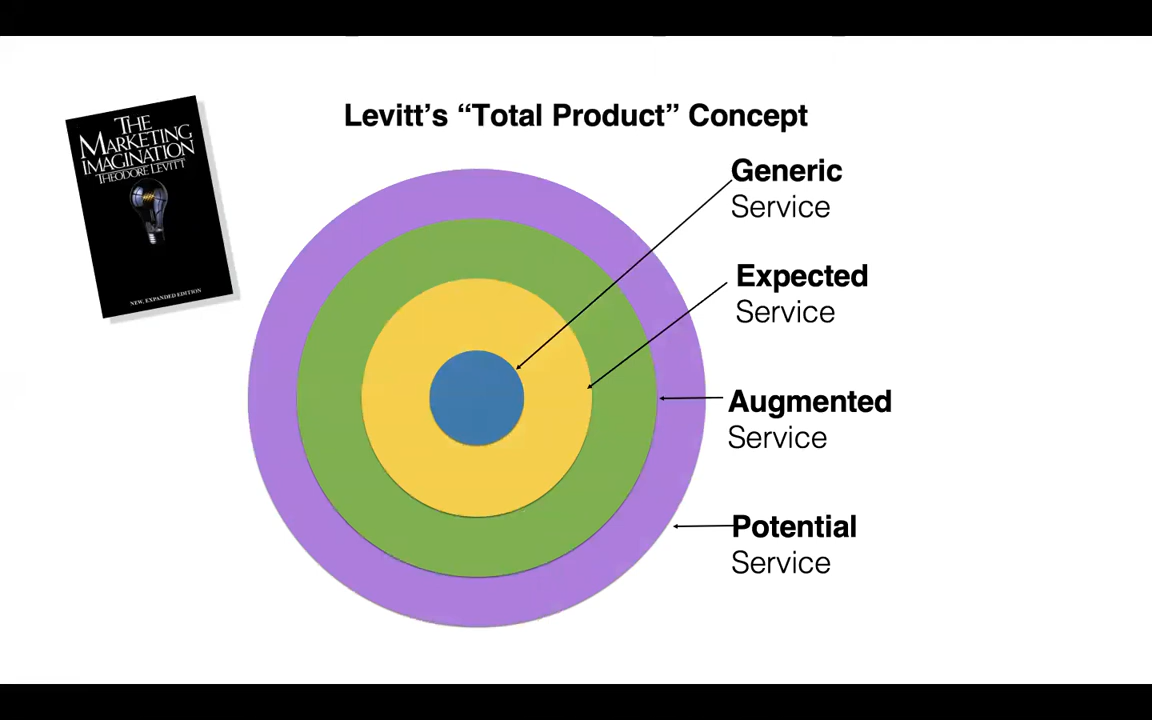 Levitt’s “Total Product” Concept
THE
MARKETING
IMAGINATION
THEODORE LEVITT
NEW, EXPANDED EDITION
Generic
Service
Expected
Service
Augmented
Service
Potential
Service